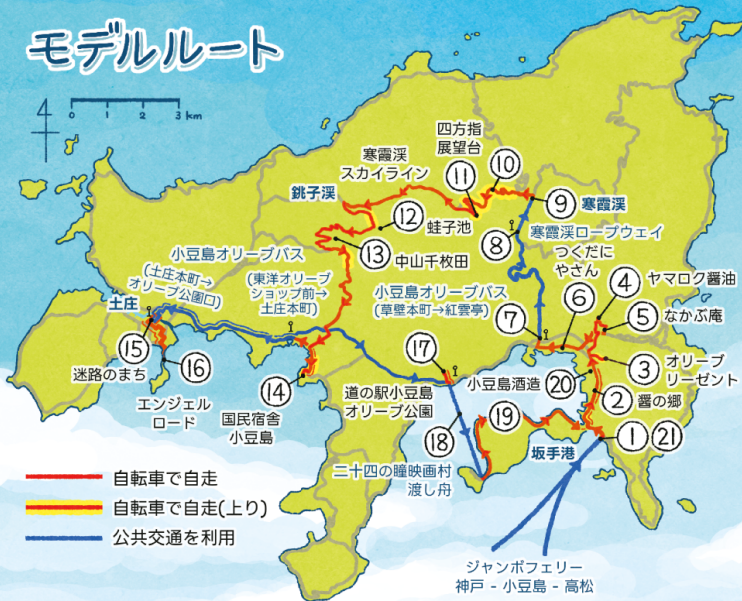 モデルルート
4
0 1 2 3 km
四方指
展望台
寒霞渓
スカイライン
⑪
⑩
銚子渓
⑫
蛙子池
⑨
寒霞渓
⑧
寒霞渓ロープウェイ
⑬
中山千枚田
小豆島オリーブバス
(土庄本町→
オリーブ公園口)
(東洋オリーブ
ショップ前→
土庄本町)
小豆島オリーブバス
(草壁本町→紅雲亭)
つくだに
やさん
④
ヤマロク醤油
土庄
⑦
⑥
⑤
なかぶ庵
⑮
迷路のまち
⑯
エンジェル
ロード
⑭
国民宿舎
小豆島
⑰
道の駅小豆島
オリーブ公園
小豆島酒造
⑳
③
オリーブ
リーゼント
②
醤の郷
⑲
⑱
坂手港
① ㉑
二十四の瞳映画村
渡し舟
自転車で自走
自転車で自走(上り)
公共交通を利用
ジャンボフェリー
神戸 - 小豆島 - 高松